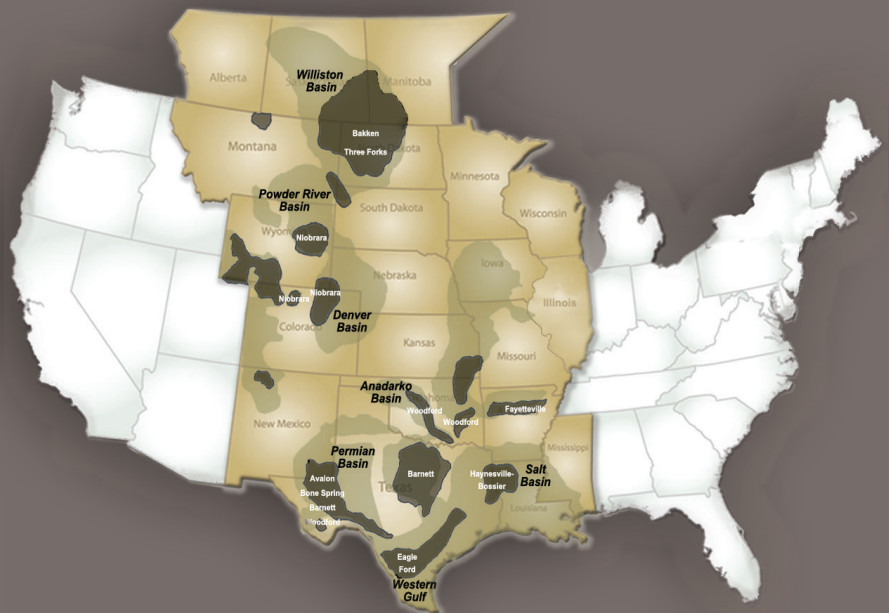 Williston
Basin
Alberta
Manitoba
Bakken
Three Forks
Montana
Minnesota
Powder River
Basin
South Dakota
Wisconsin
Niobrara
Iowa
Nebraska
Niobrara
Niobrara
Illinois
Denver
Basin
Colorado
Kansas
Missouri
Anadarko
Basin
Woodford
Woodford
Fayetteville
New Mexico
Permian
Basin
Mississippi
Avalon
Bone Spring
Barnett
Woodford
Barnett
Texas
Haynesville-
Bossier
Salt
Basin
Louisiana
Eagle
Ford
Western
Gulf